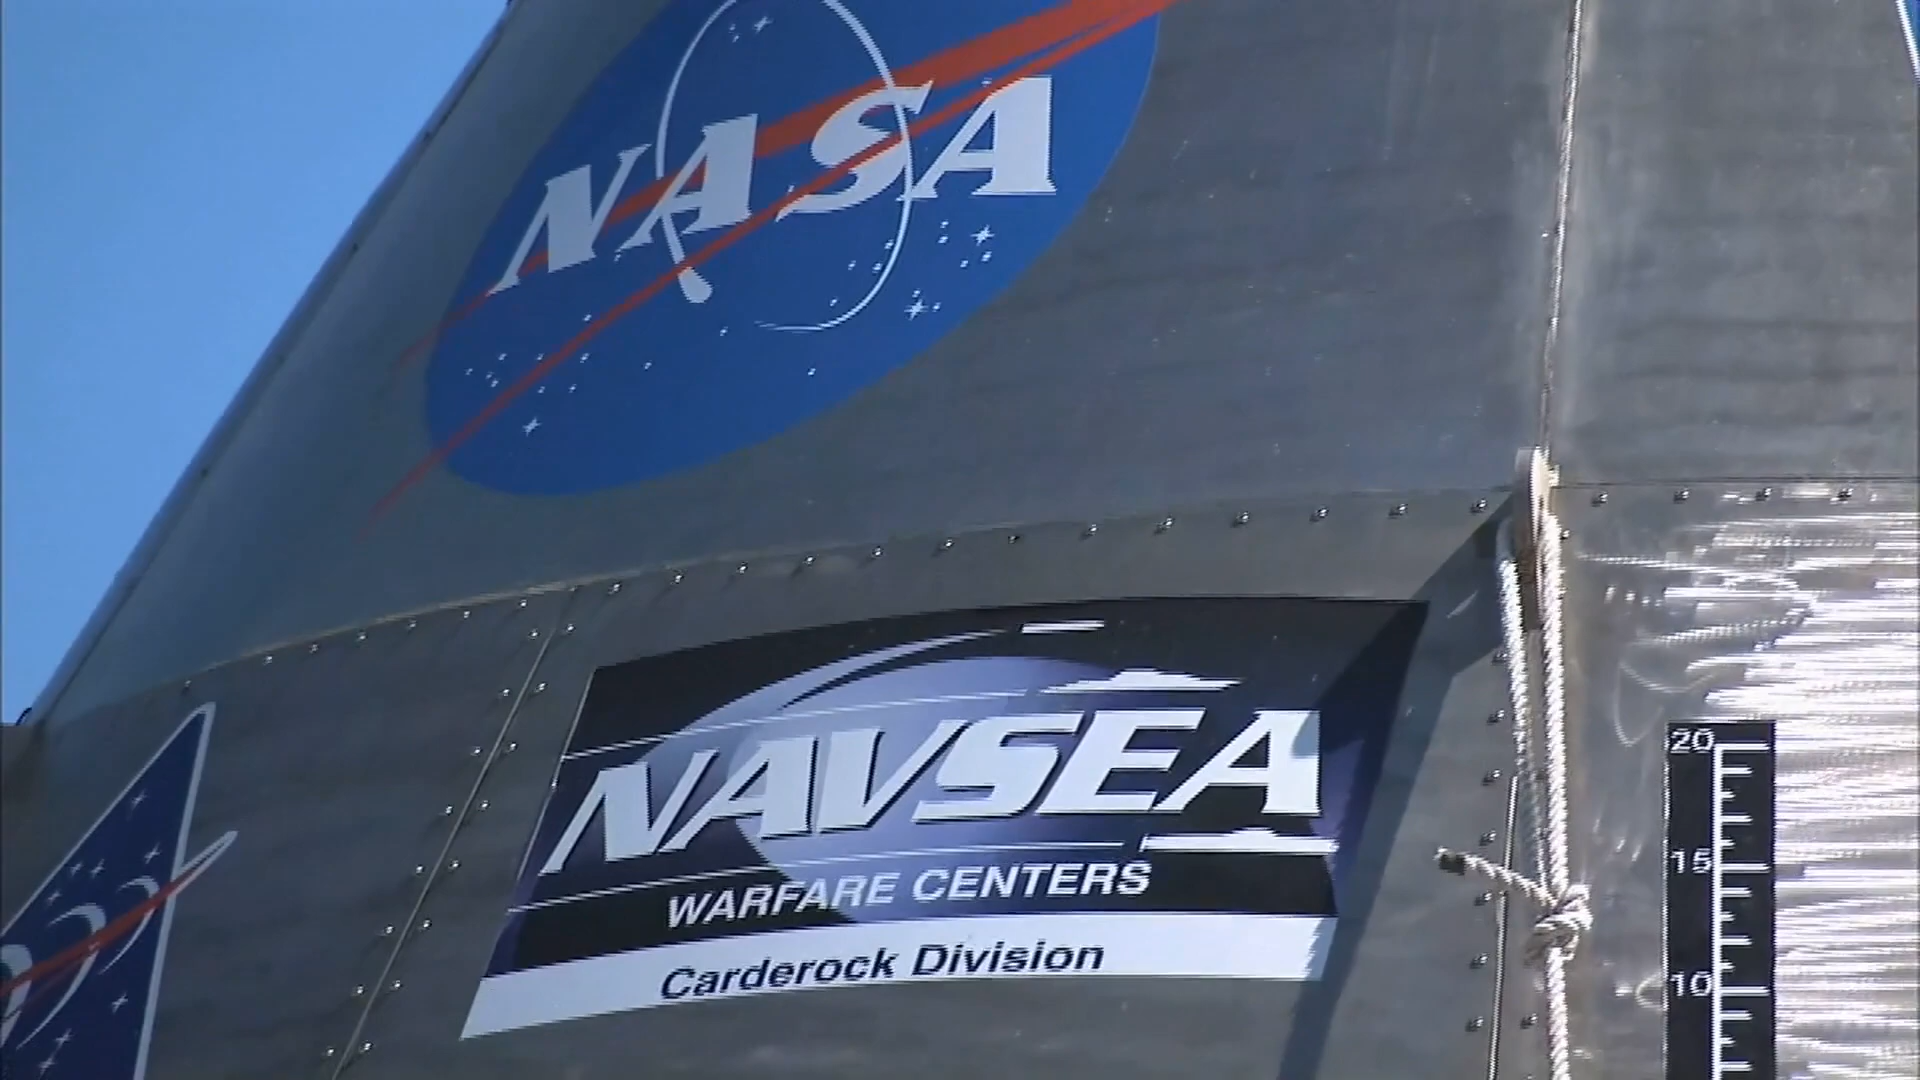 NASA
NAVSEA
WARFARE CENTERS
Carderock Division
20
15
10